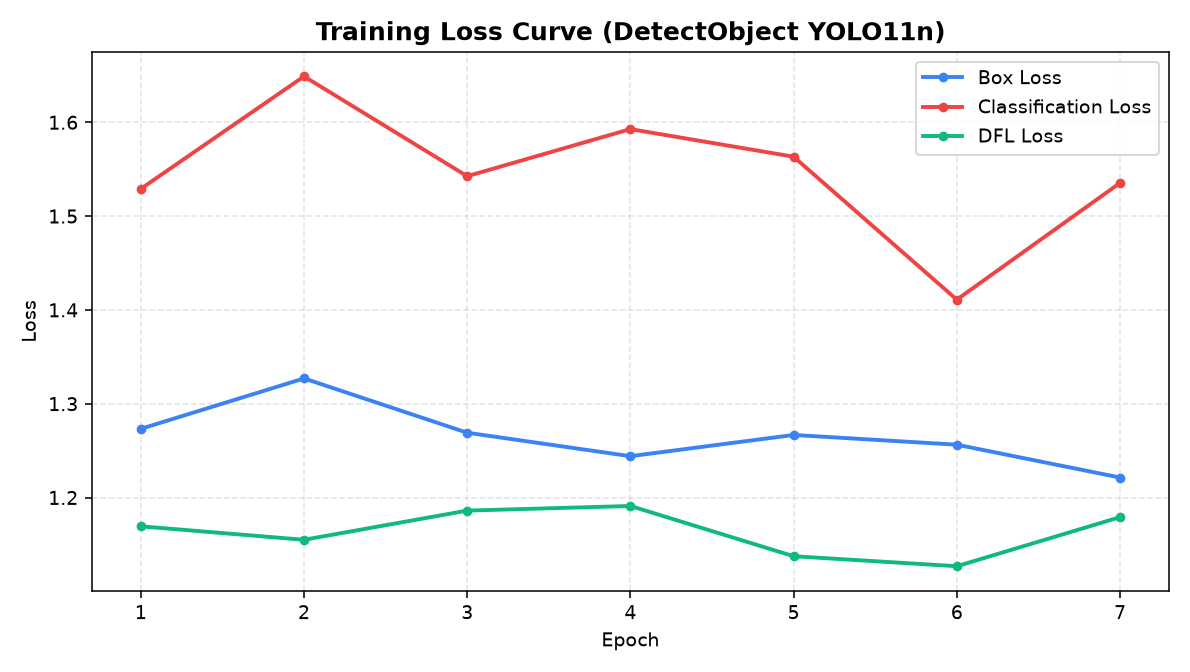 Training Loss Curve (DetectObject YOLO11n)
Box Loss
Classification Loss
DFL Loss
Loss
1.6
1.5
1.4
1.3
1.2
1 2 3 4 5 6 7
Epoch